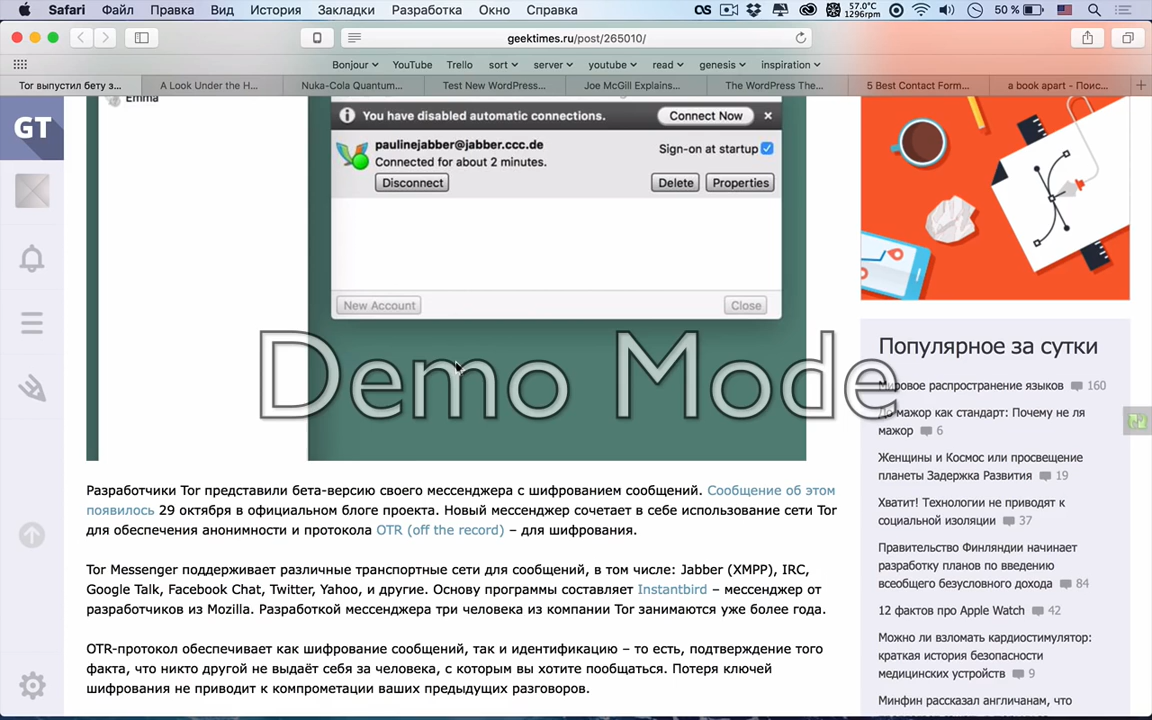 Safari Файл Правка Вид История Закладки Разработка Окно Справка
57.0°C
1296rpm
50 %
geektimes.ru/post/265010/
Bonjour YouTube Trello sort server youtube read genesis inspiration
Tor выпустил бету з...
A Look Under the H...
Nuka-Cola Quantum...
Test New WordPress...
Joe McGill Explains...
The WordPress The...
5 Best Contact Form...
a book apart - Поис...
GT
Emma
You have disabled automatic connections.
Connect Now
paulinejabber@jabber.ccc.de
Connected for about 2 minutes.
Sign-on at startup
Disconnect
Delete
Properties
New Account
Close
Demo Mode
Разработчики Tor представили бета-версию своего мессенджера с шифрованием сообщений. Сообщение об этом
появилось 29 октября в официальном блоге проекта. Новый мессенджер сочетает в себе использование сети Tor
для обеспечения анонимности и протокола OTR (off the record) – для шифрования.
Tor Messenger поддерживает различные транспортные сети для сообщений, в том числе: Jabber (XMPP), IRC,
Google Talk, Facebook Chat, Twitter, Yahoo, и другие. Основу программы составляет Instantbird – мессенджер от
разработчиков из Mozilla. Разработкой мессенджера три человека из компании Tor занимаются уже более года.
OTR-протокол обеспечивает как шифрование сообщений, так и идентификацию – то есть, подтверждение того
факта, что никто другой не выдаёт себя за человека, с которым вы хотите пообщаться. Потеря ключей
шифрования не приводит к компрометации ваших предыдущих разговоров.
Популярное за сутки
Мировое распространение языков 160
До мажор как стандарт: Почему не ля
мажор 6
Женщины и Космос или просвещение
планеты Задержка Развития 19
Хватит! Технологии не приводят к
социальной изоляции 37
Правительство Финляндии начинает
разработку планов по введению
всеобщего безусловного дохода 84
12 фактов про Apple Watch 42
Можно ли взломать кардиостимулятор:
краткая история безопасности
медицинских устройств 9
Минфин рассказал англичанам, что